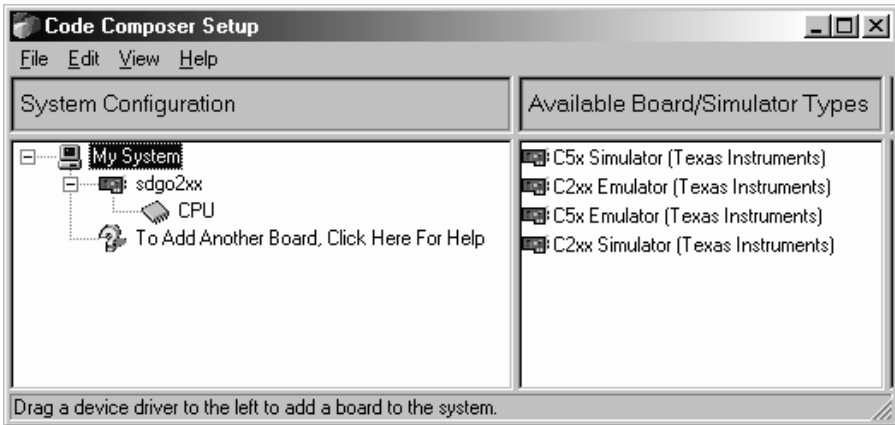 Code Composer Setup
File Edit View Help
System Configuration
Available Board/Simulator Types
My System
sdgo2xx
CPU
To Add Another Board, Click Here For Help
C5x Simulator (Texas Instruments)
C2xx Emulator (Texas Instruments)
C5x Emulator (Texas Instruments)
C2xx Simulator (Texas Instruments)
Drag a device driver to the left to add a board to the system.